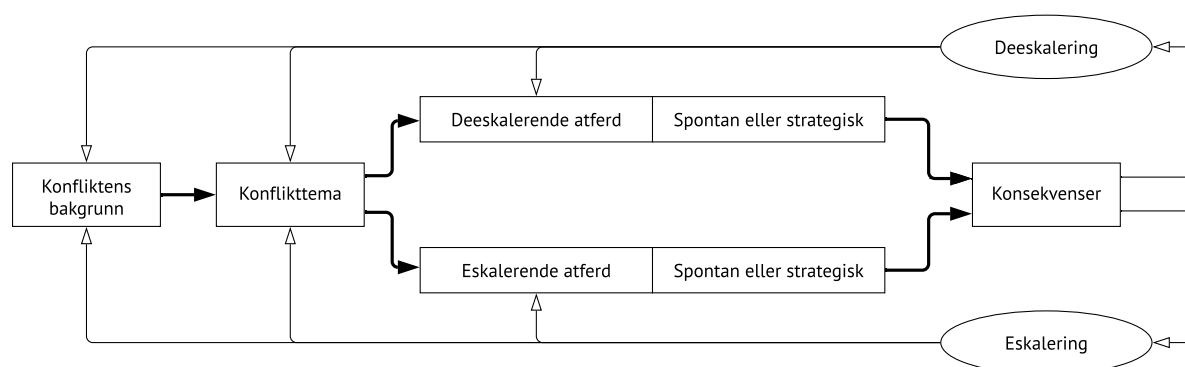 Deeskalering
Deeskalerende atferd
Spontan eller strategisk
Konfliktens
bakgrunn
Konflikttema
Konsekvenser
Eskalerende atferd
Spontan eller strategisk
Eskalering